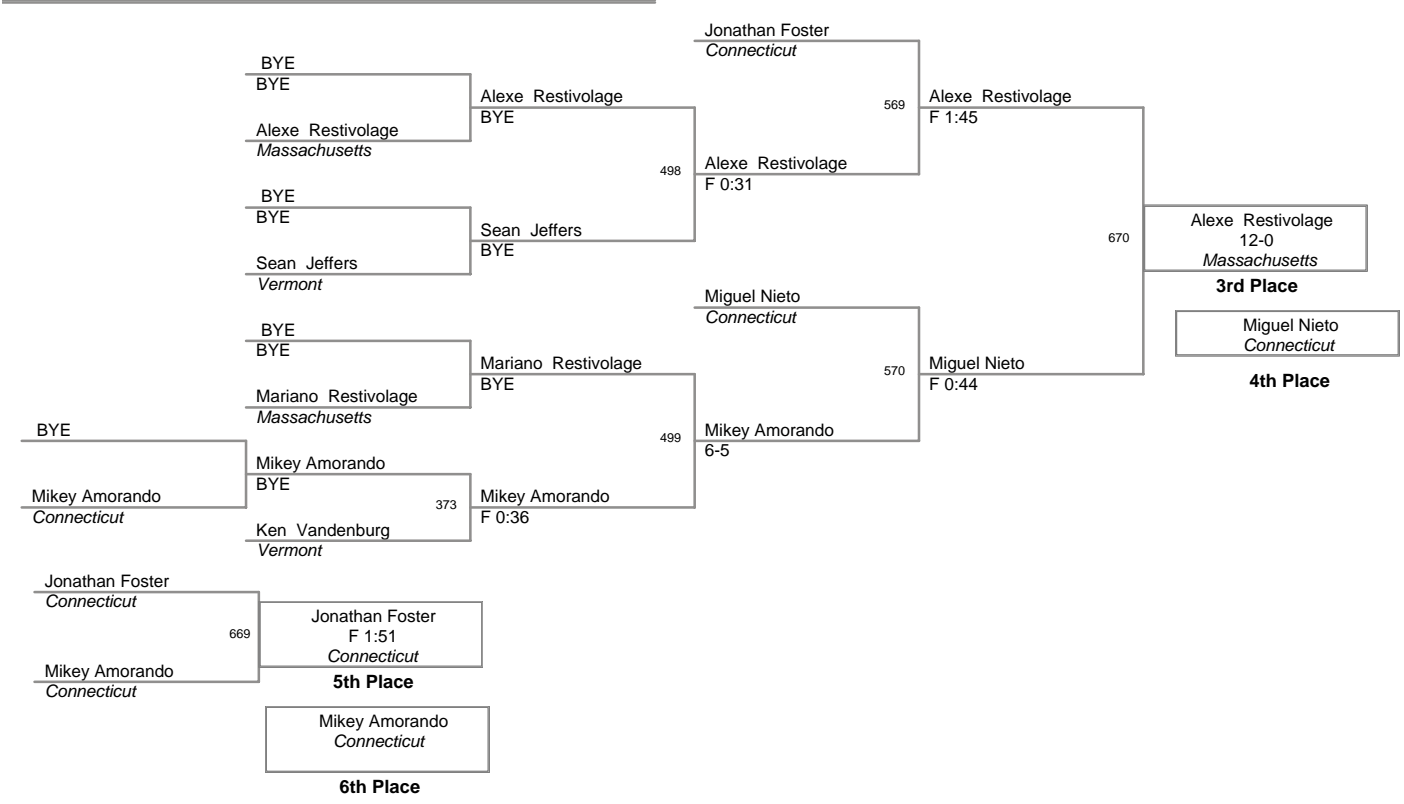 Jonathan Foster
Connecticut
BYE
BYE
Alexe Restivolage
BYE
569
Alexe Restivolage
F 1:45
Alexe Restivolage
Massachusetts
498
Alexe Restivolage
F 0:31
BYE
BYE
Sean Jeffers
BYE
Sean Jeffers
Vermont
670
Alexe Restivolage
12-0
Massachusetts
3rd Place
Miguel Nieto
Connecticut
Miguel Nieto
Connecticut
4th Place
BYE
BYE
Mariano Restivolage
BYE
570
Miguel Nieto
F 0:44
Mariano Restivolage
Massachusetts
499
Mikey Amorando
6-5
BYE
Mikey Amorando
BYE
Mikey Amorando
Connecticut
373
Mikey Amorando
F 0:36
Ken Vandenburg
Vermont
Jonathan Foster
Connecticut
669
Jonathan Foster
F 1:51
Connecticut
5th Place
Mikey Amorando
Connecticut
Mikey Amorando
Connecticut
6th Place